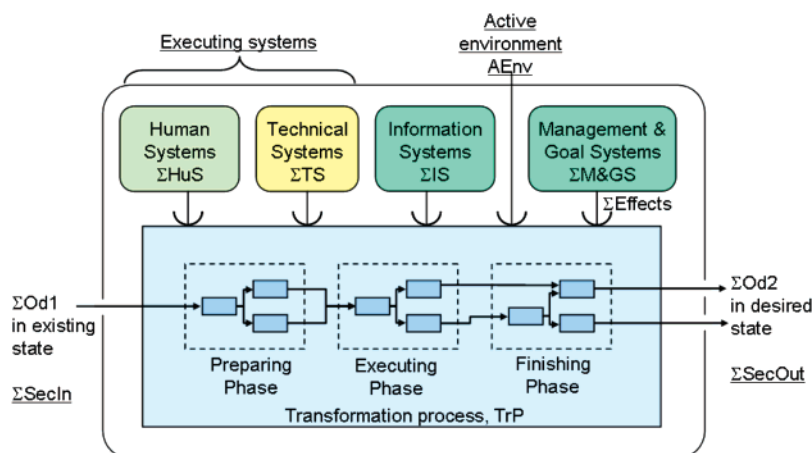 Executing systems
Active
environment
AEnv
Human
Systems
ΣHuS
Technical
Systems
ΣTS
Information
Systems
ΣIS
Management &
Goal Systems
ΣM&GS
ΣEffects
ΣOd1
in existing
state
ΣSecIn
Preparing
Phase
Executing
Phase
Finishing
Phase
Transformation process, TrP
ΣOd2
in desired
state
ΣSecOut